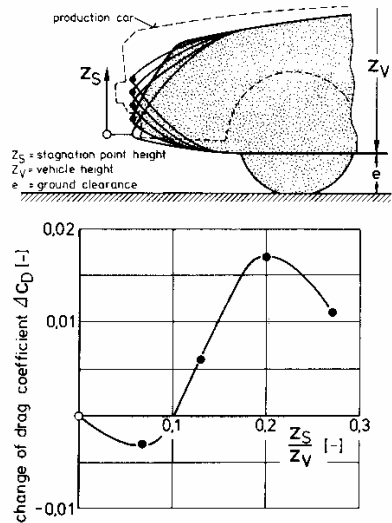 production car
Z_S
Z_V
Z_S = stagnation point height
Z_V = vehicle height
e = ground clearance
e
0,02
0,01
0
-0,01
change of drag coefficient ΔC_D [-]
0,1
0,2
0,3
Z_S/Z_V [-]